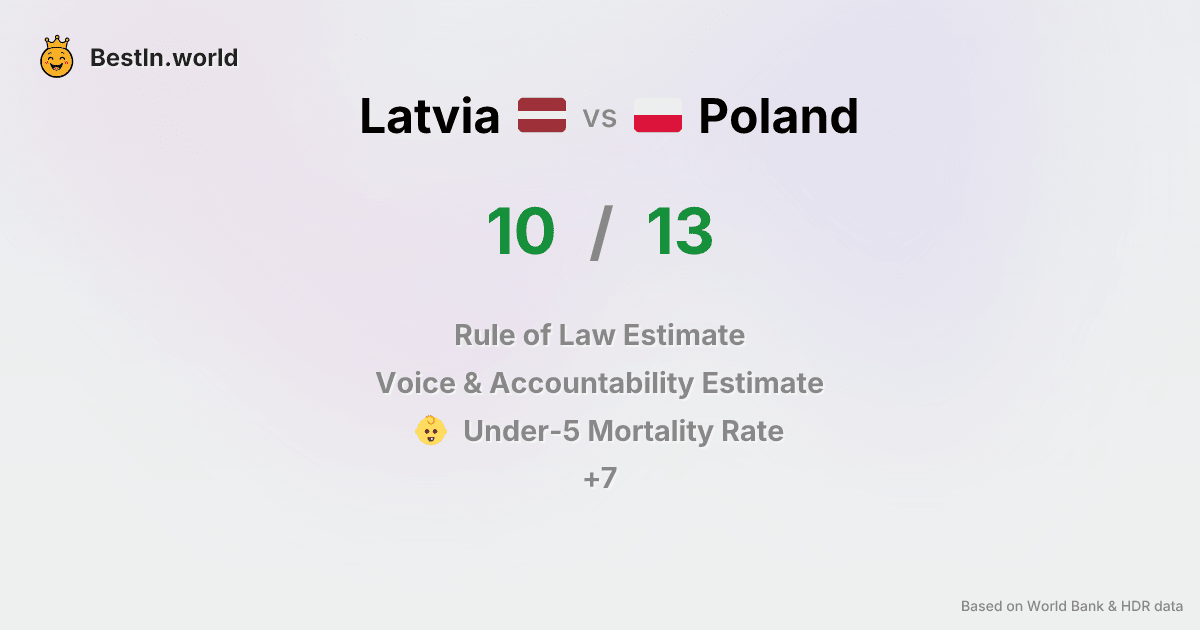 BestIn.world
Latvia vs Poland
10 / 13
Rule of Law Estimate
Voice & Accountability Estimate
Under-5 Mortality Rate
+7
Based on World Bank & HDR data